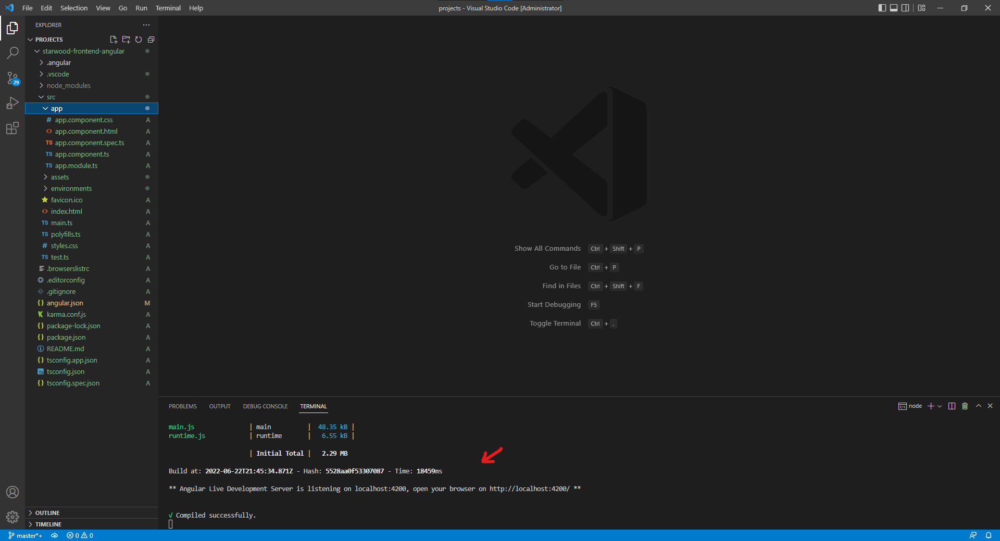 File Edit Selection View Go Run Terminal Help
projects - Visual Studio Code [Administrator]
EXPLORER
PROJECTS
starwood-frontend-angular
.angular
.vscode
node_modules
src
app
# app.component.css A
<> app.component.html A
TS app.component.spec.ts A
TS app.component.ts A
TS app.module.ts A
assets
environments
favicon.ico A
<> index.html A
TS main.ts A
TS polyfills.ts A
# styles.css A
TS test.ts A
.browserslistrc A
.editorconfig A
.gitignore A
{} angular.json M
K karma.conf.js A
{} package-lock.json A
{} package.json A
README.md A
{} tsconfig.app.json A
TS tsconfig.json A
{} tsconfig.spec.json A
OUTLINE
TIMELINE
29
Show All Commands Ctrl + Shift + P
Go to File Ctrl + P
Find in Files Ctrl + Shift + F
Start Debugging F5
Toggle Terminal Ctrl + .
PROBLEMS OUTPUT DEBUG CONSOLE TERMINAL
node
main.js | main | 48.35 kB |
runtime.js | runtime | 6.55 kB |
| Initial Total | 2.29 MB
Build at: 2022-06-22T21:45:34.871Z - Hash: 5528aa0f53307087 - Time: 18459ms
** Angular Live Development Server is listening on localhost:4200, open your browser on http://localhost:4200/ **
√ Compiled successfully.
master*+ 0 0